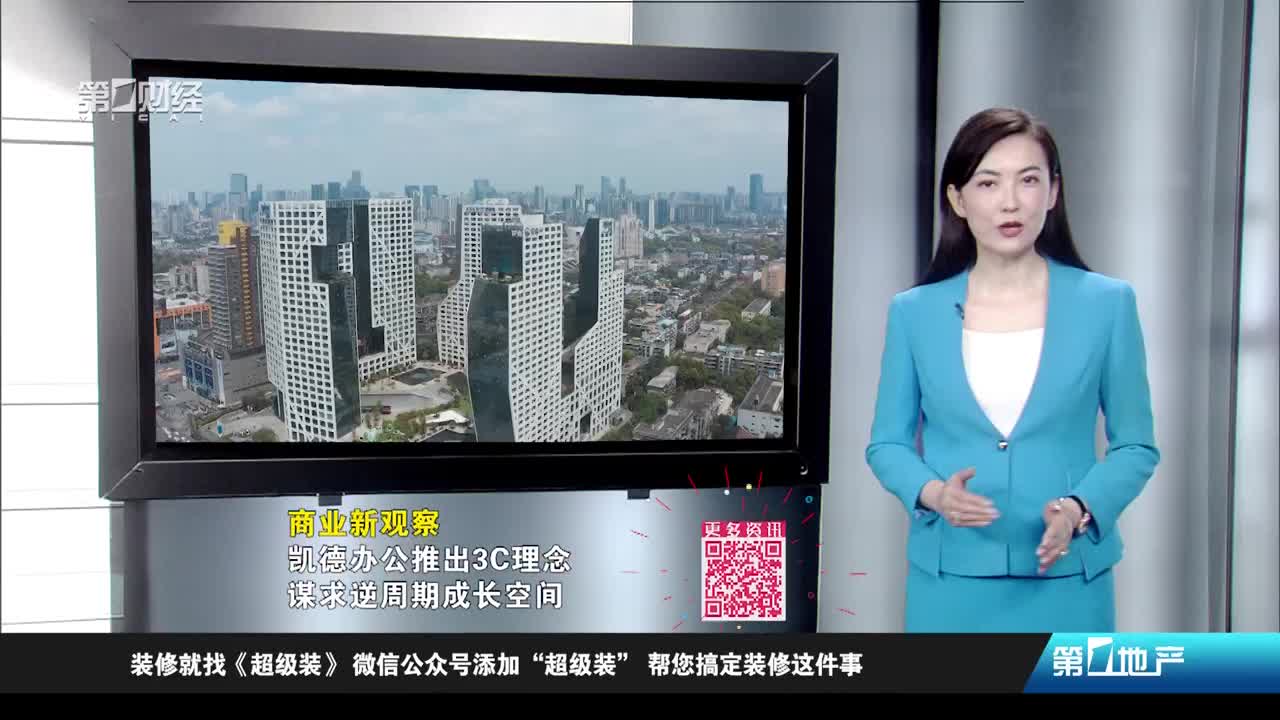 第一财经
YICAI
商业新观察
凯德办公推出3C理念
谋求逆周期成长空间
更多资讯
装修就找《超级装》 微信公众号添加“超级装” 帮您搞定装修这件事
第一地产